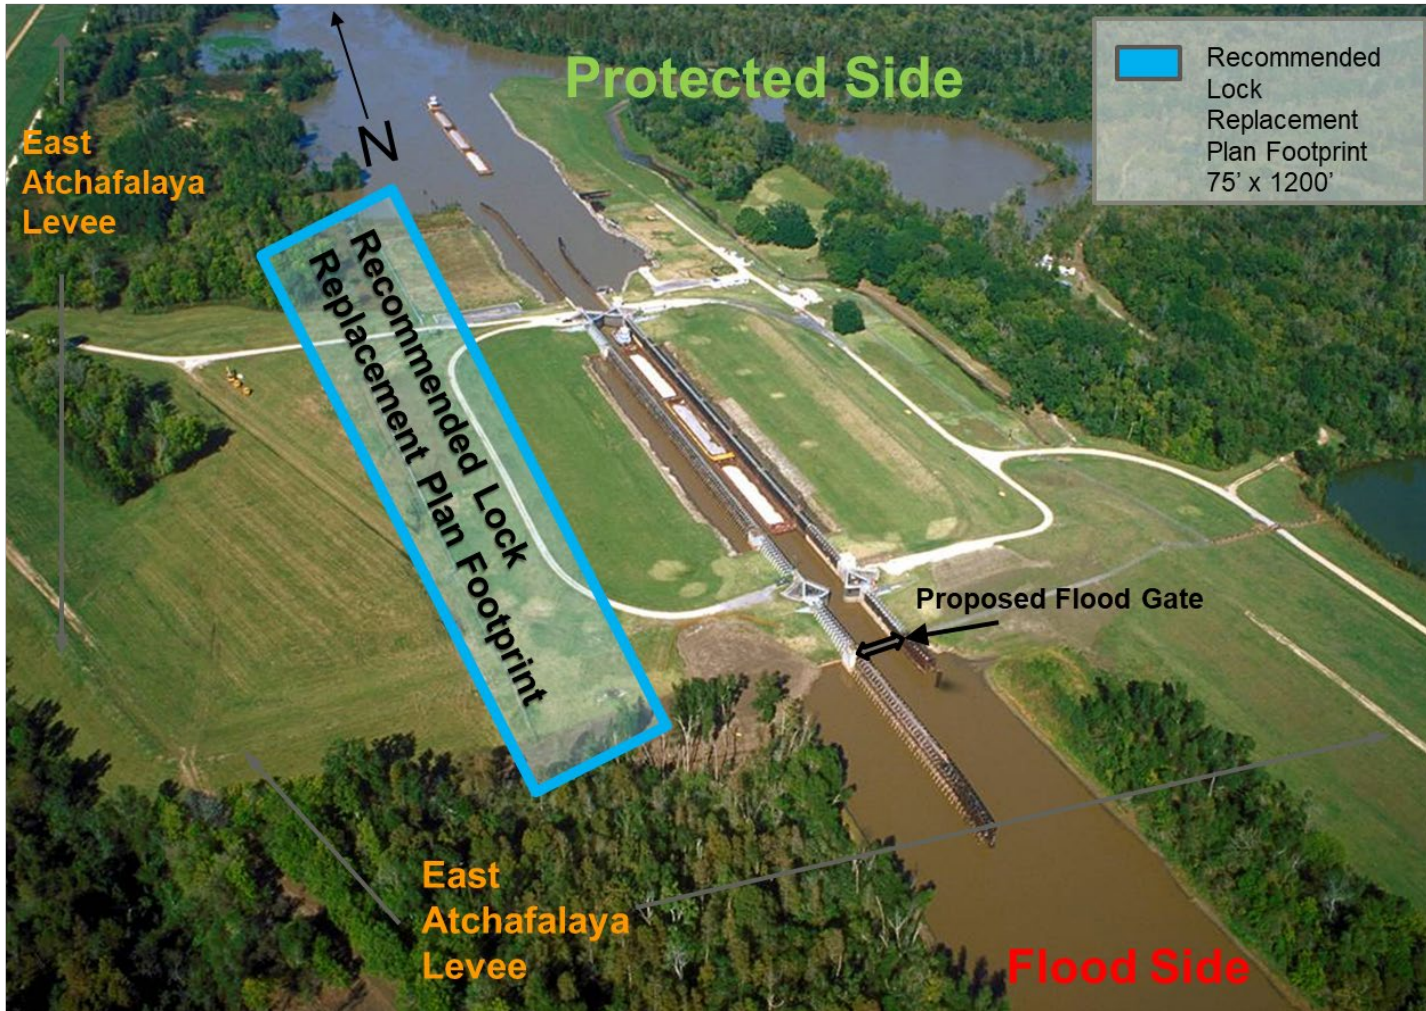 Protected Side
Recommended
Lock
Replacement
Plan Footprint
75’ x 1200’
East
Atchafalaya
Levee
N
Recommended Lock
Replacement Plan Footprint
Proposed Flood Gate
East
Atchafalaya
Levee
Flood Side